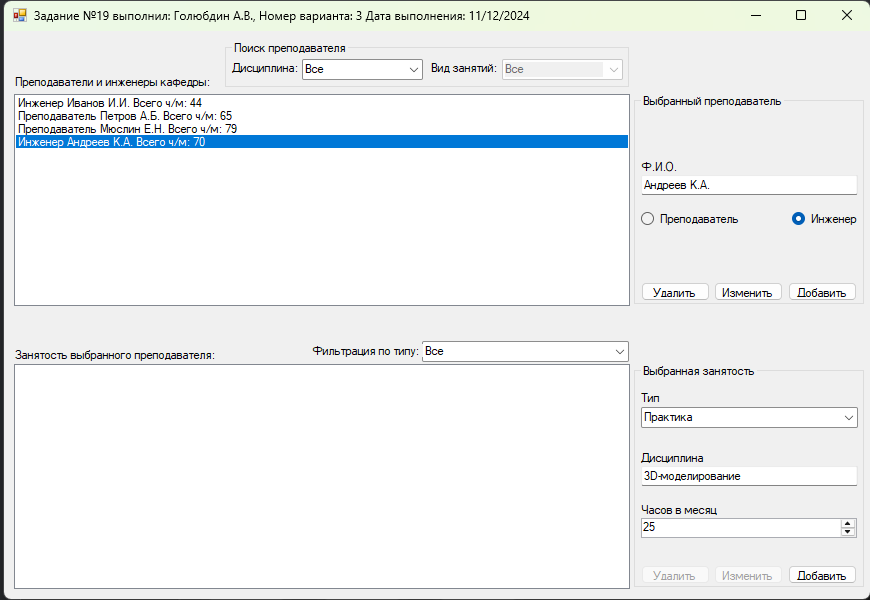 Задание №19 выполнил: Голюбдин А.В., Номер варианта: 3 Дата выполнения: 11/12/2024
Поиск преподавателя
Дисциплина: Все Вид занятий: Все
Преподаватели и инженеры кафедры:
Инженер Иванов И.И. Всего ч/м: 44
Преподаватель Петров А.Б. Всего ч/м: 65
Преподаватель Мюслин Е.Н. Всего ч/м: 79
Инженер Андреев К.А. Всего ч/м: 70
Выбранный преподаватель
Ф.И.О.
Андреев К.А.
Преподаватель Инженер
Удалить Изменить Добавить
Занятость выбранного преподавателя: Фильтрация по типу: Все
Выбранная занятость
Тип
Практика
Дисциплина
3D-моделирование
Часов в месяц
25
Удалить Изменить Добавить